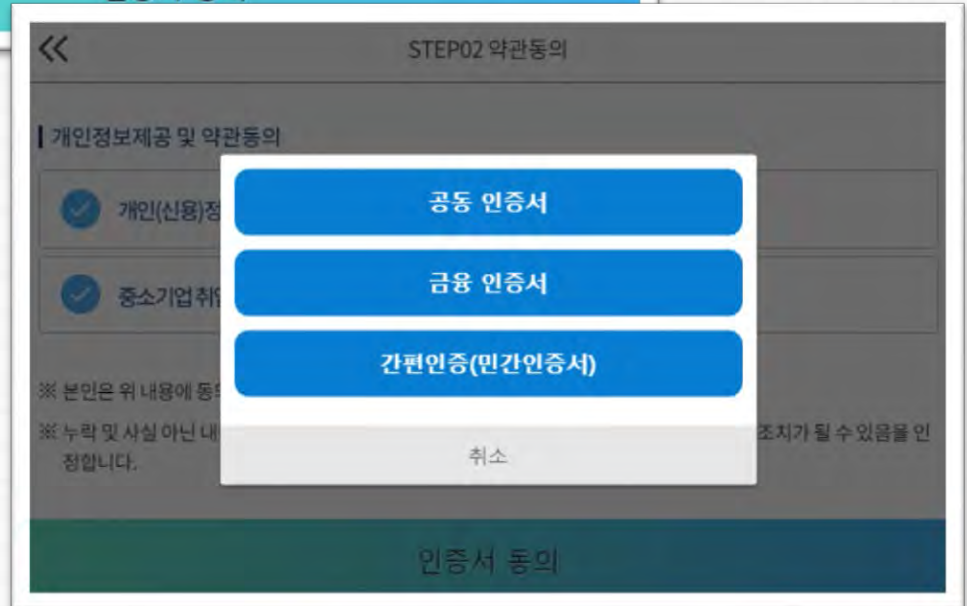 STEP02 약관동의
개인정보제공 및 약관동의
개인(신용)정
중소기업 취
공동 인증서
금융 인증서
간편인증(민간인증서)
취소
※ 본인은 위 내용에 동
※ 누락 및 사실 아닌 내
조치가 될 수 있음을 인
정합니다.
인증서 동의